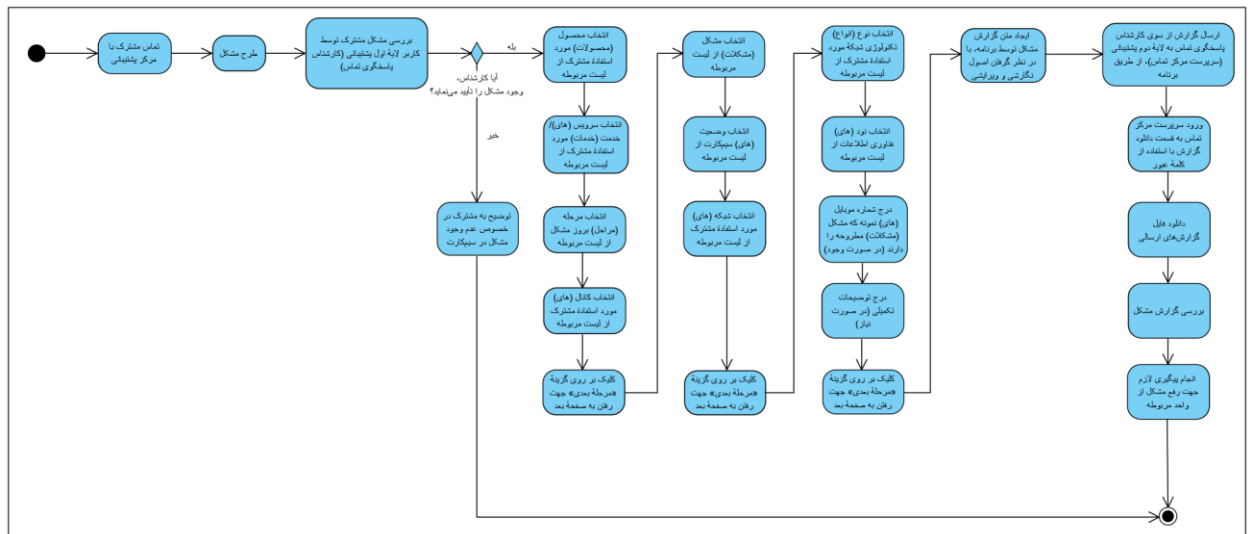 تماس مشترک با
مرکز پشتیبانی
طرح مشکل
بررسی مشکل مشترک توسط
کاربر لایهٔ اول پشتیبانی (کارشناس
پاسخگوی تماس)
آیا کارشناس،
وجود مشکل را تأیید می‌نماید؟
بله
خیر
توضیح به مشترک در
خصوص عدم وجود
مشکل در سیم‌کارت
انتخاب محصول
(محصولات) مورد
استفادهٔ مشترک از
لیست مربوطه
انتخاب سرویس (های)/
خدمت (خدمات) مورد
استفادهٔ مشترک از
لیست مربوطه
انتخاب مرحله
(مراحل) بروز مشکل
از لیست مربوطه
انتخاب کانال (های)
مورد استفادهٔ مشترک
از لیست مربوطه
کلیک بر روی گزینهٔ
«مرحلهٔ بعدی» جهت
رفتن به صفحهٔ بعد
انتخاب مشکل
(مشکلات) از لیست
مربوطه
انتخاب وضعیت
(های) سیم‌کارت از
لیست مربوطه
انتخاب شبکه (های)
مورد استفادهٔ مشترک
از لیست مربوطه
کلیک بر روی گزینهٔ
«مرحلهٔ بعدی» جهت
رفتن به صفحهٔ بعد
انتخاب نوع (انواع)
تکنولوژی شبکهٔ مورد
استفادهٔ مشترک از
لیست مربوطه
انتخاب نود (های)
فناوری اطلاعات از
لیست مربوطه
درج شماره موبایل
(های) نمونه که مشکل
(مشکلات) مطروحه را
دارند (در صورت وجود)
درج توضیحات
تکمیلی (در صورت
نیاز)
کلیک بر روی گزینهٔ
«مرحلهٔ بعدی» جهت
رفتن به صفحهٔ بعد
ایجاد متن گزارش
مشکل توسط برنامه، با
در نظر گرفتن اصول
نگارشی و ویرایشی
ارسال گزارش از سوی کارشناس
پاسخگوی تماس به لایهٔ دوم پشتیبانی
(سرپرست مرکز تماس)، از طریق
برنامه
ورود سرپرست مرکز
تماس به قسمت دانلود
گزارش با استفاده از
کلمهٔ عبور
دانلود فایل
گزارش‌های ارسالی
بررسی گزارش مشکل
انجام پیگیری لازم
جهت رفع مشکل از
واحد مربوطه